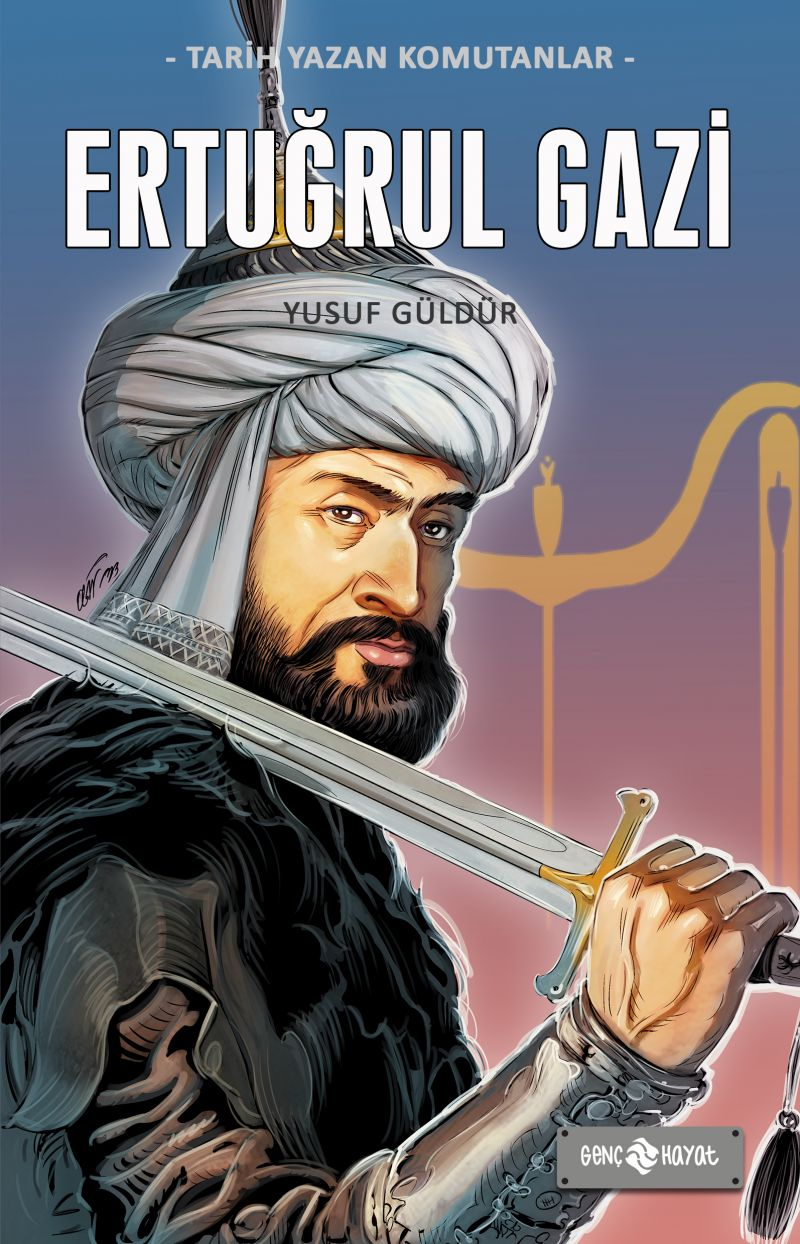 - TARİH YAZAN KOMUTANLAR -
ERTUĞRUL GAZİ
YUSUF GÜLDÜR
GENÇ HAYAT